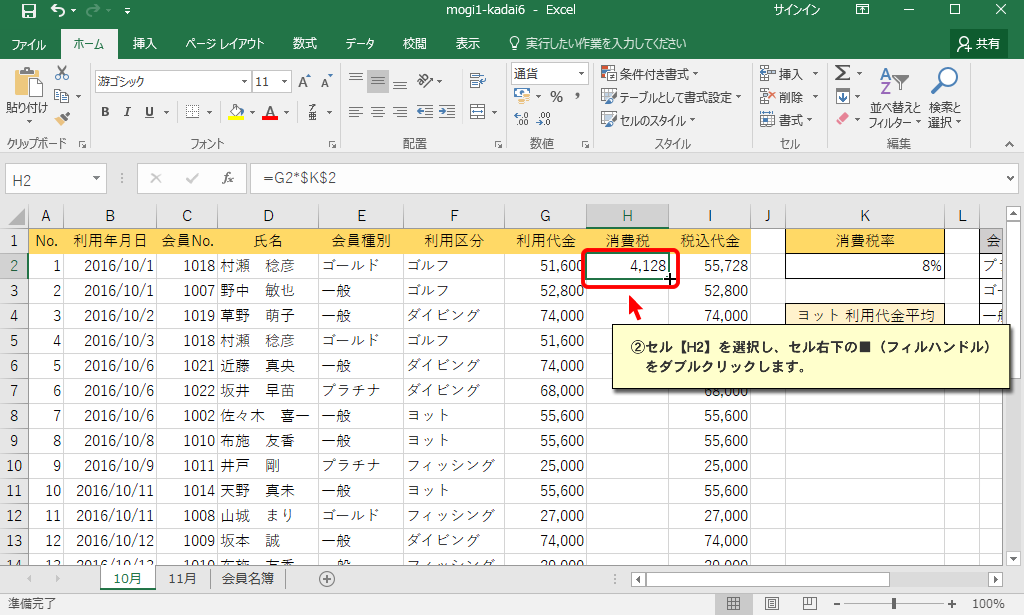 mogi1-kadai6 - Excel サインイン
ファイル ホーム 挿入 ページ レイアウト 数式 データ 校閲 表示 実行したい作業を入力してください 共有
貼り付け 游ゴシック 11 通貨 条件付き書式 挿入 Σ
B I U テーブルとして書式設定 削除 並べ替えと フィルター 検索と 選択
セルのスタイル 書式
クリップボード フォント 配置 数値 スタイル セル 編集
H2 fx =G2*$K$2
A B C D E F G H I J K L
1 No. 利用年月日 会員No. 氏名 会員種別 利用区分 利用代金 消費税 税込代金 消費税率 会
2 1 2016/10/1 1018 村瀬 稔彦 ゴールド ゴルフ 51,600 4,128 55,728 8%
3 2 2016/10/1 1007 野中 敏也 一般 ゴルフ 52,800 52,800
4 3 2016/10/2 1019 草野 萌子 一般 ダイビング 74,000 74,000 ヨット 利用代金平均
5 4 2016/10/3 1018 村瀬 稔彦 ゴールド ゴルフ 51,600
6 5 2016/10/6 1021 近藤 真央 一般 ダイビング 74,000
7 6 2016/10/6 1022 坂井 早苗 プラチナ ダイビング 68,000 68,000
②セル【H2】を選択し、セル右下の■（フィルハンドル）
をダブルクリックします。
8 7 2016/10/6 1002 佐々木 喜一 一般 ヨット 55,600 55,600
9 8 2016/10/8 1010 布施 友香 一般 ヨット 55,600 55,600
10 9 2016/10/9 1011 井戸 剛 プラチナ フィッシング 25,000 25,000
11 10 2016/10/11 1014 天野 真未 一般 ヨット 55,600 55,600
12 11 2016/10/11 1008 山城 まり ゴールド フィッシング 27,000 27,000
13 12 2016/10/12 1009 坂本 誠 一般 ダイビング 74,000 74,000
10月 11月 会員名簿
準備完了 100%